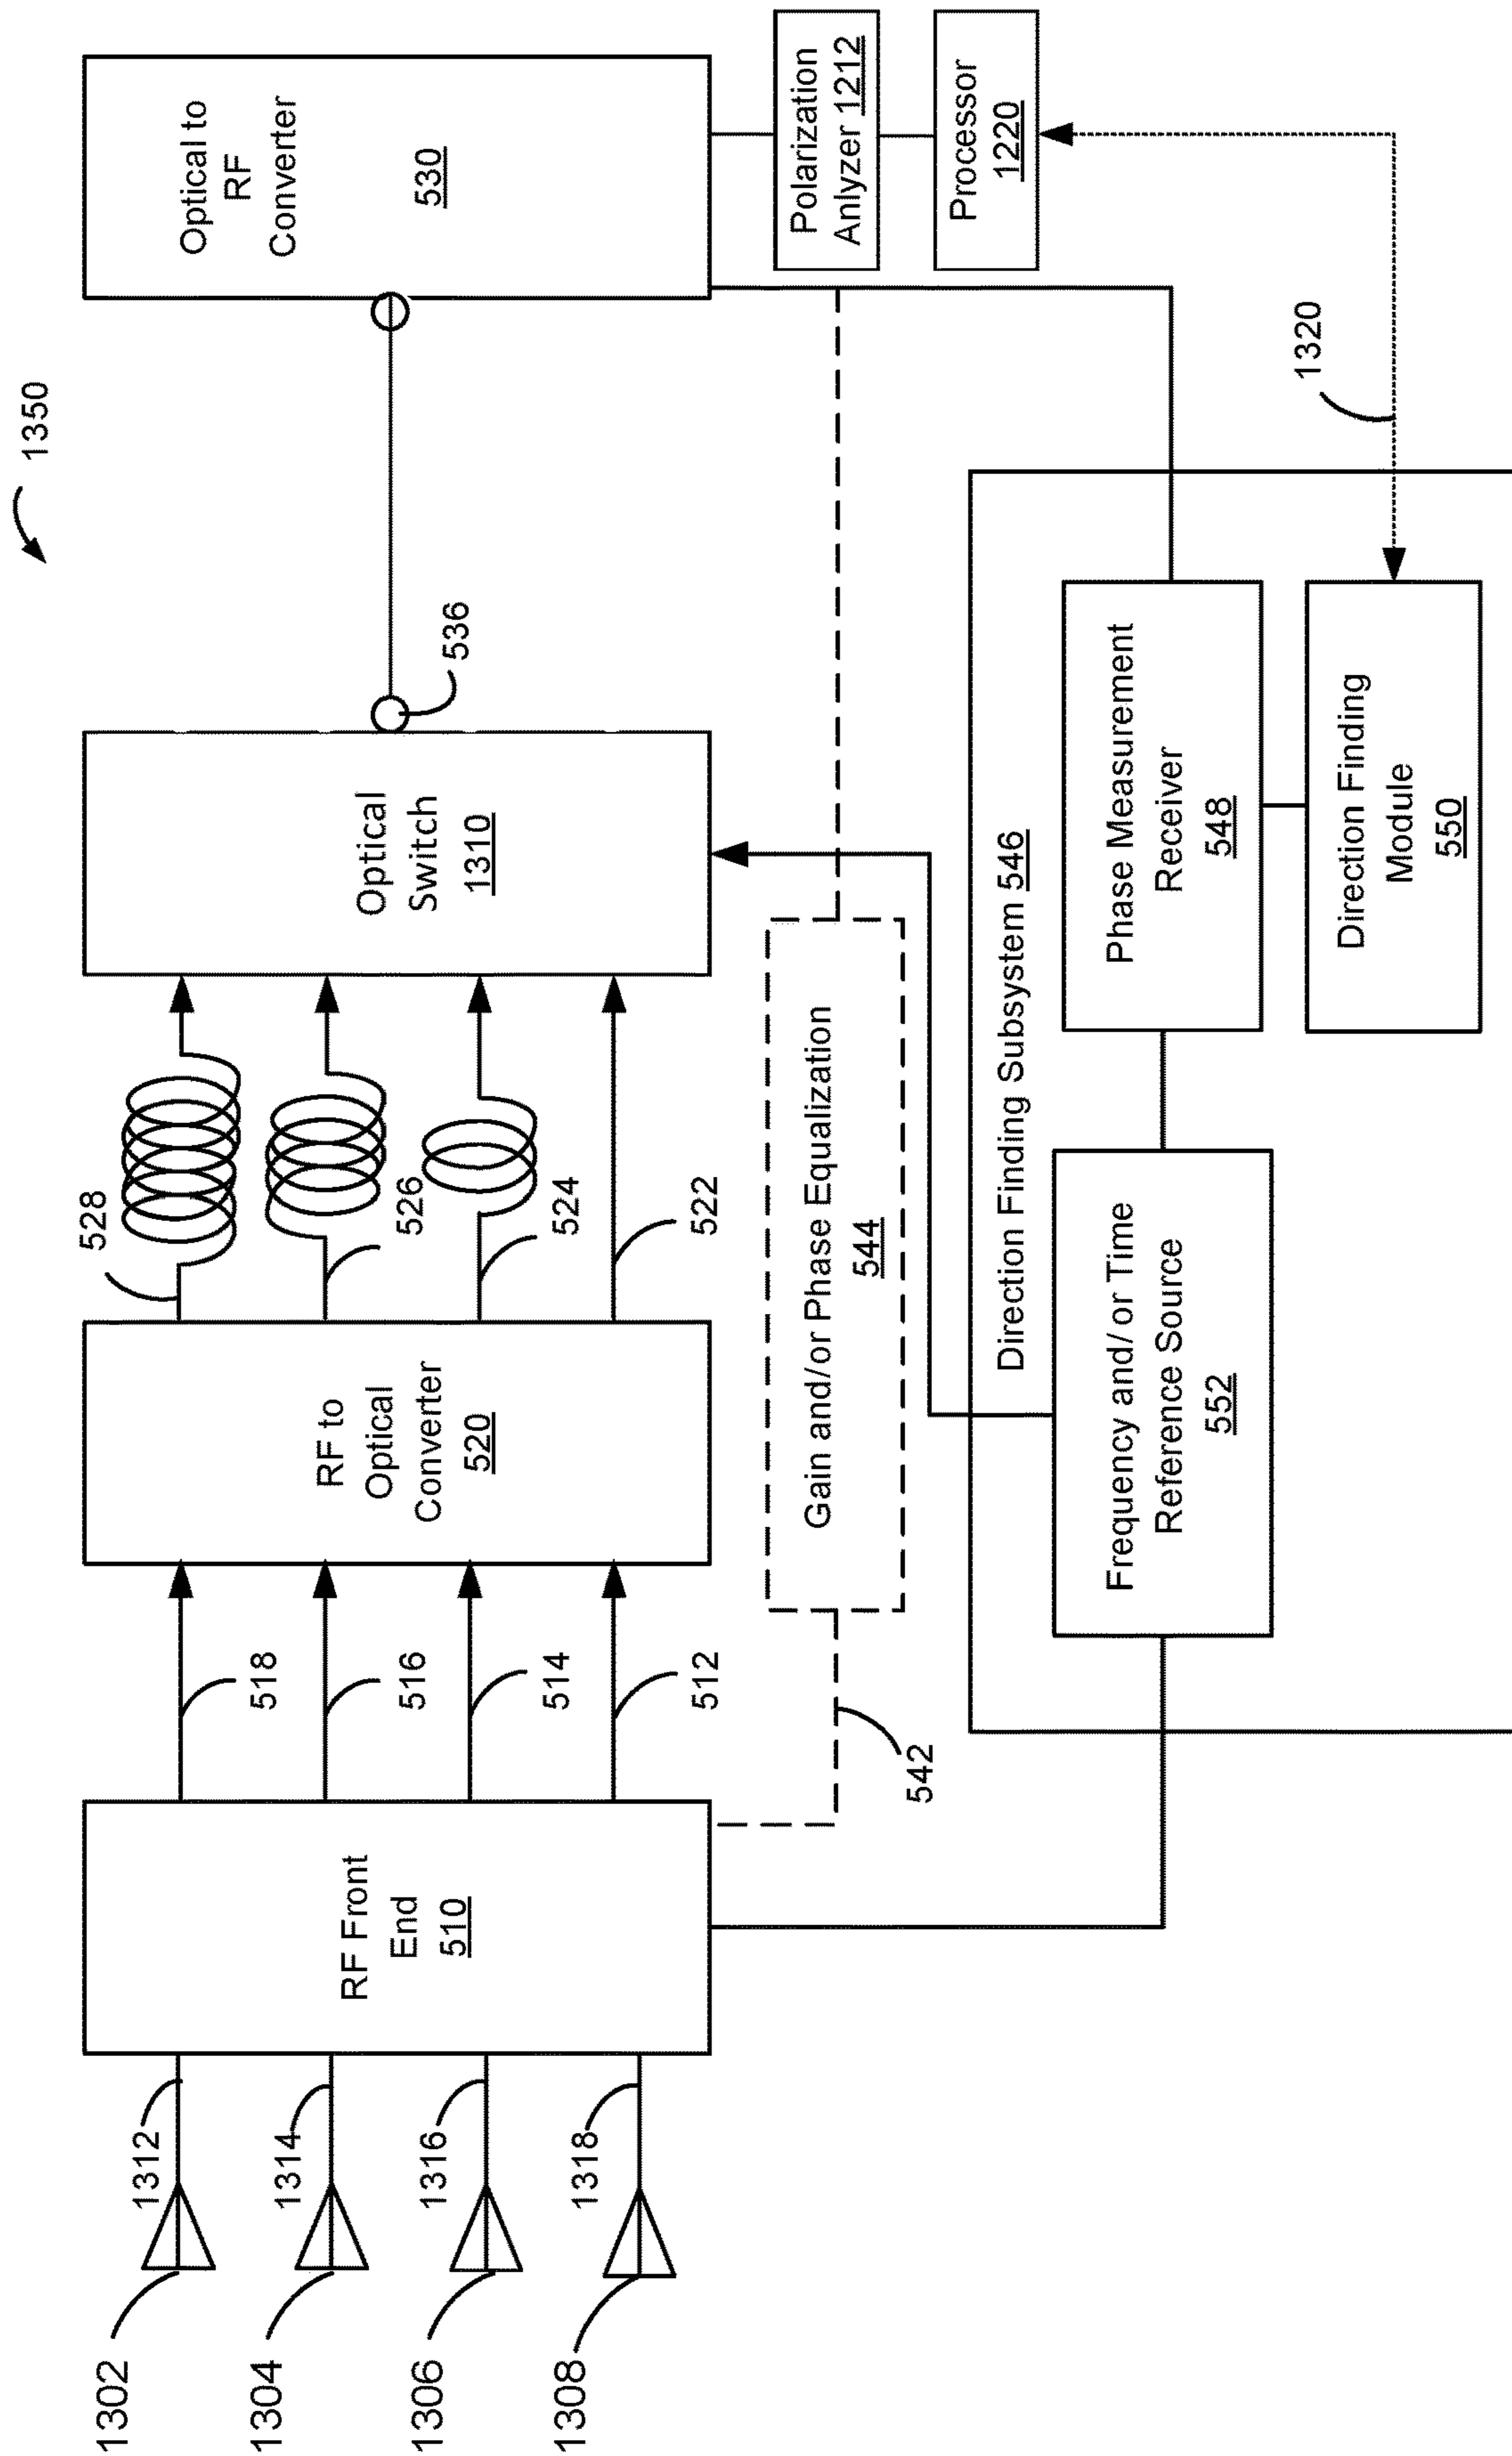 1350
1302
1304
1306
1308
1312
1314
1316
1318
RF Front
End
510
518
516
514
512
RF to
Optical
Converter
520
528
526
524
522
Optical
Switch
1310
536
Optical to
RF
Converter
530
Polarization
Anlyzer 1212
Processor
1220
1320
542
Gain and/or Phase Equalization
544
Direction Finding Subsystem 546
Frequency and/or Time
Reference Source
552
Phase Measurement
Receiver
548
Direction Finding
Module
550